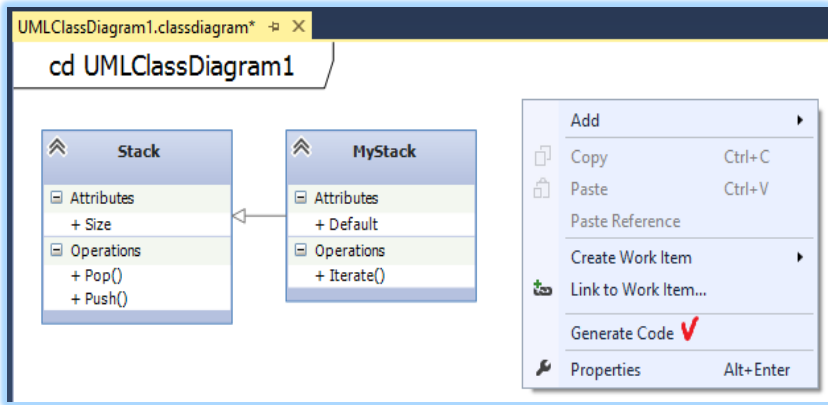 UMLClassDiagram1.classdiagram*
cd UMLClassDiagram1
Stack
Attributes
+ Size
Operations
+ Pop()
+ Push()
MyStack
Attributes
+ Default
Operations
+ Iterate()
Add
Copy Ctrl+C
Paste Ctrl+V
Paste Reference
Create Work Item
Link to Work Item...
Generate Code
Properties Alt+Enter